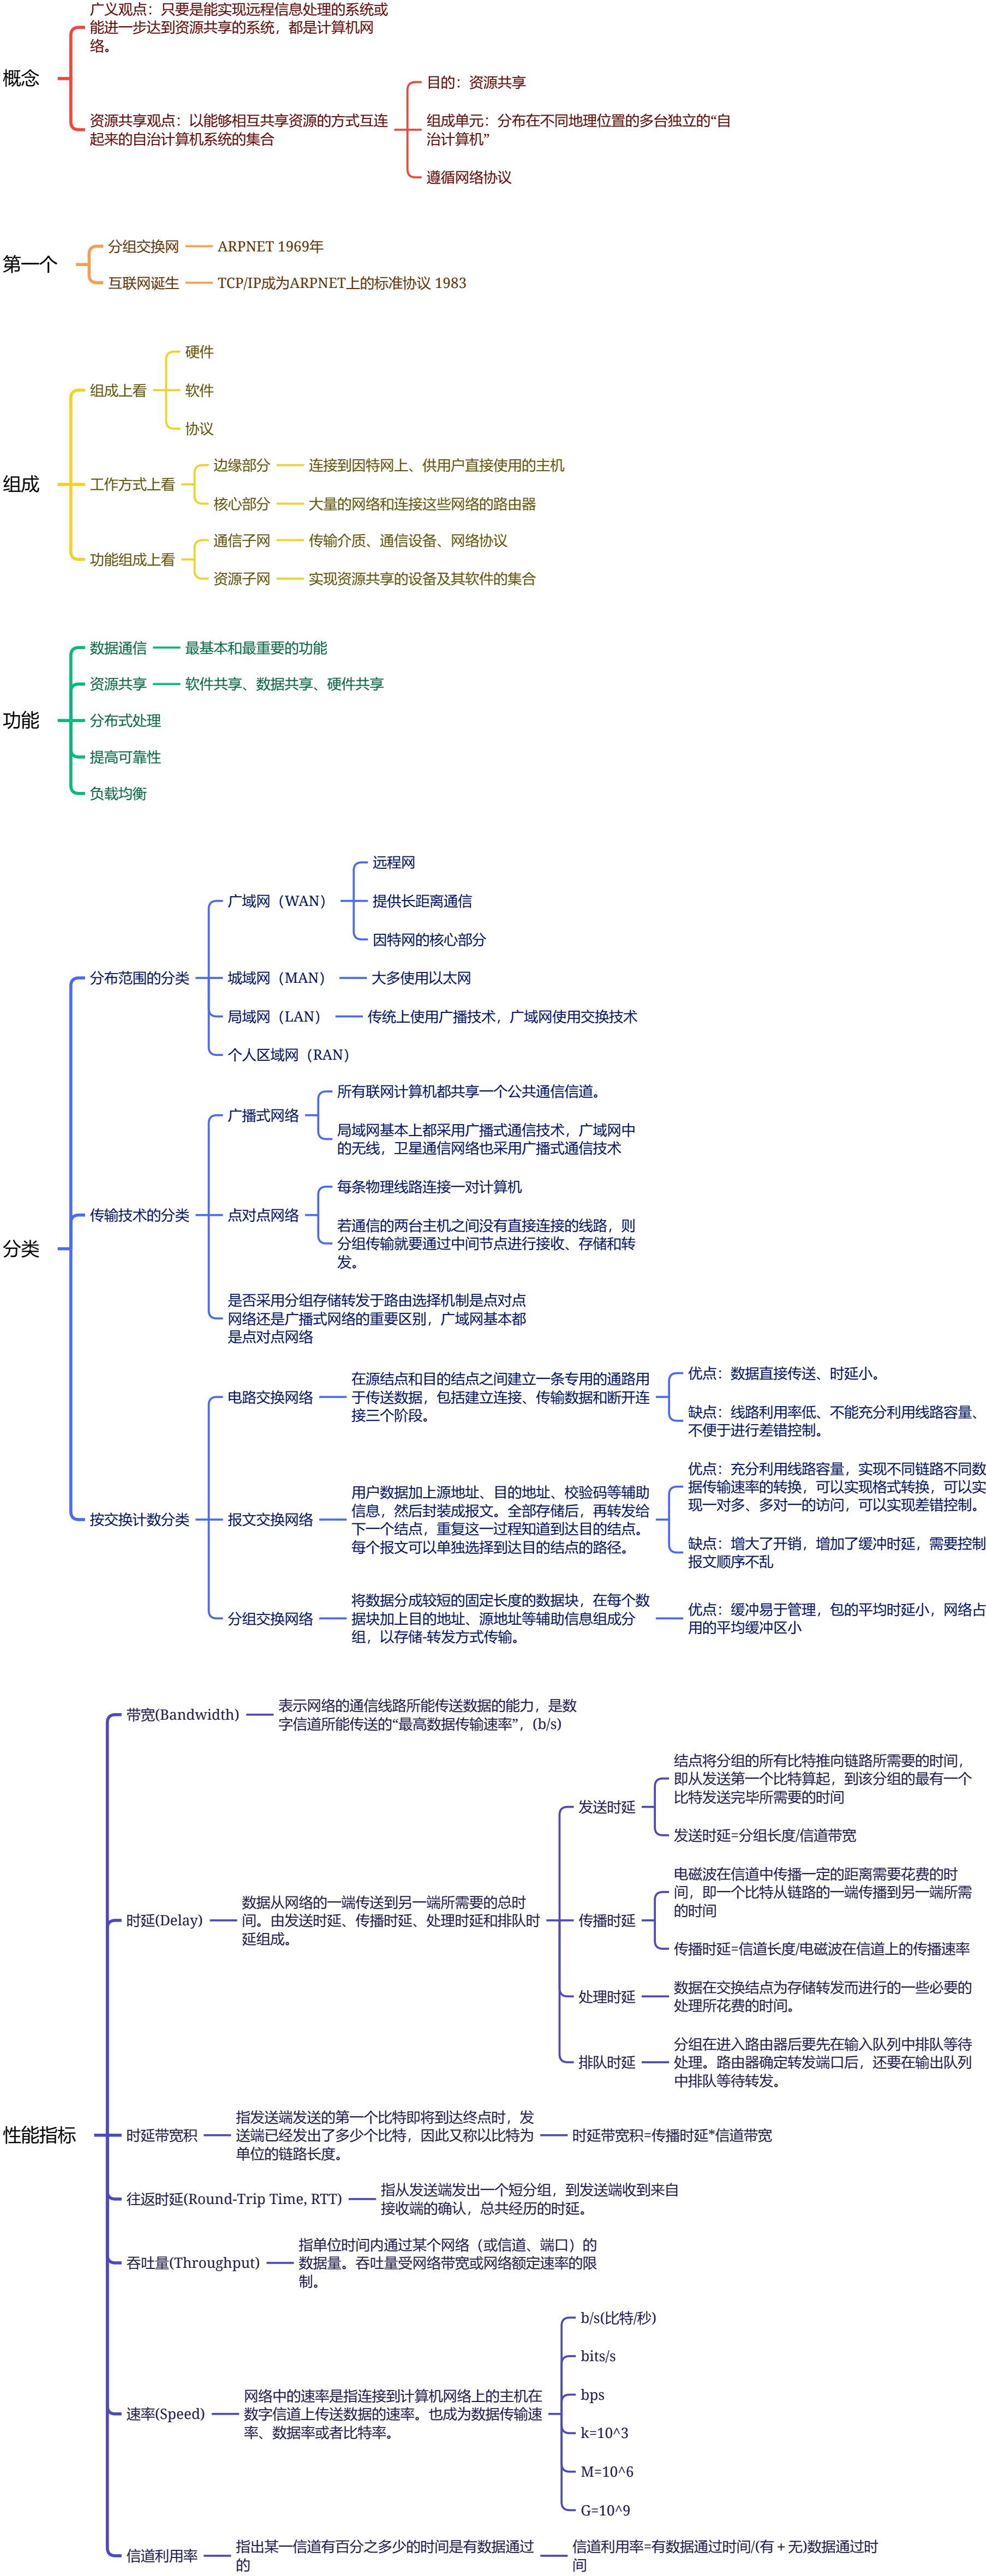 概念
广义观点：只要是能实现远程信息处理的系统或
能进一步达到资源共享的系统，都是计算机网
络。
资源共享观点：以能够相互共享资源的方式互连
起来的自治计算机系统的集合
目的：资源共享
组成单元：分布在不同地理位置的多台独立的“自
治计算机”
遵循网络协议
第一个
分组交换网
ARPNET 1969年
互联网诞生
TCP/IP成为ARPNET上的标准协议 1983
组成
组成上看
硬件
软件
协议
工作方式上看
边缘部分
连接到因特网上、供用户直接使用的主机
核心部分
大量的网络和连接这些网络的路由器
功能组成上看
通信子网
传输介质、通信设备、网络协议
资源子网
实现资源共享的设备及其软件的集合
功能
数据通信
最基本和最重要的功能
资源共享
软件共享、数据共享、硬件共享
分布式处理
提高可靠性
负载均衡
分类
分布范围的分类
广域网（WAN）
远程网
提供长距离通信
因特网的核心部分
城域网（MAN）
大多使用以太网
局域网（LAN）
传统上使用广播技术，广域网使用交换技术
个人区域网（RAN）
传输技术的分类
广播式网络
所有联网计算机都共享一个公共通信信道。
局域网基本上都采用广播式通信技术，广域网中
的无线，卫星通信网络也采用广播式通信技术
点对点网络
每条物理线路连接一对计算机
若通信的两台主机之间没有直接连接的线路，则
分组传输就要通过中间节点进行接收、存储和转
发。
是否采用分组存储转发于路由选择机制是点对点
网络还是广播式网络的重要区别，广域网基本都
是点对点网络
按交换计数分类
电路交换网络
在源结点和目的结点之间建立一条专用的通路用
于传送数据，包括建立连接、传输数据和断开连
接三个阶段。
优点：数据直接传送、时延小。
缺点：线路利用率低、不能充分利用线路容量、
不便于进行差错控制。
报文交换网络
用户数据加上源地址、目的地址、校验码等辅助
信息，然后封装成报文。全部存储后，再转发给
下一个结点，重复这一过程知道到达目的结点。
每个报文可以单独选择到达目的结点的路径。
优点：充分利用线路容量，实现不同链路不同数
据传输速率的转换，可以实现格式转换，可以实
现一对多、多对一的访问，可以实现差错控制。
缺点：增大了开销，增加了缓冲时延，需要控制
报文顺序不乱
分组交换网络
将数据分成较短的固定长度的数据块，在每个数
据块加上目的地址、源地址等辅助信息组成分
组，以存储-转发方式传输。
优点：缓冲易于管理，包的平均时延小，网络占
用的平均缓冲区小
性能指标
带宽(Bandwidth)
表示网络的通信线路所能传送数据的能力，是数
字信道所能传送的“最高数据传输速率”，(b/s)
时延(Delay)
数据从网络的一端传送到另一端所需要的总时
间。由发送时延、传播时延、处理时延和排队时
延组成。
发送时延
结点将分组的所有比特推向链路所需要的时间，
即从发送第一个比特算起，到该分组的最有一个
比特发送完毕所需要的时间
发送时延=分组长度/信道带宽
传播时延
电磁波在信道中传播一定的距离需要花费的时
间，即一个比特从链路的一端传播到另一端所需
的时间
传播时延=信道长度/电磁波在信道上的传播速率
处理时延
数据在交换结点为存储转发而进行的一些必要的
处理所花费的时间。
排队时延
分组在进入路由器后要先在输入队列中排队等待
处理。路由器确定转发端口后，还要在输出队列
中排队等待转发。
时延带宽积
指发送端发送的第一个比特即将到达终点时，发
送端已经发出了多少个比特，因此又称以比特为
单位的链路长度。
时延带宽积=传播时延*信道带宽
往返时延(Round-Trip Time, RTT)
指从发送端发出一个短分组，到发送端收到来自
接收端的确认，总共经历的时延。
吞吐量(Throughput)
指单位时间内通过某个网络（或信道、端口）的
数据量。吞吐量受网络带宽或网络额定速率的限
制。
速率(Speed)
网络中的速率是指连接到计算机网络上的主机在
数字信道上传送数据的速率。也成为数据传输速
率、数据率或者比特率。
b/s(比特/秒)
bits/s
bps
k=10^3
M=10^6
G=10^9
信道利用率
指出某一信道有百分之多少的时间是有数据通过
的
信道利用率=有数据通过时间/(有 + 无)数据通过时
间